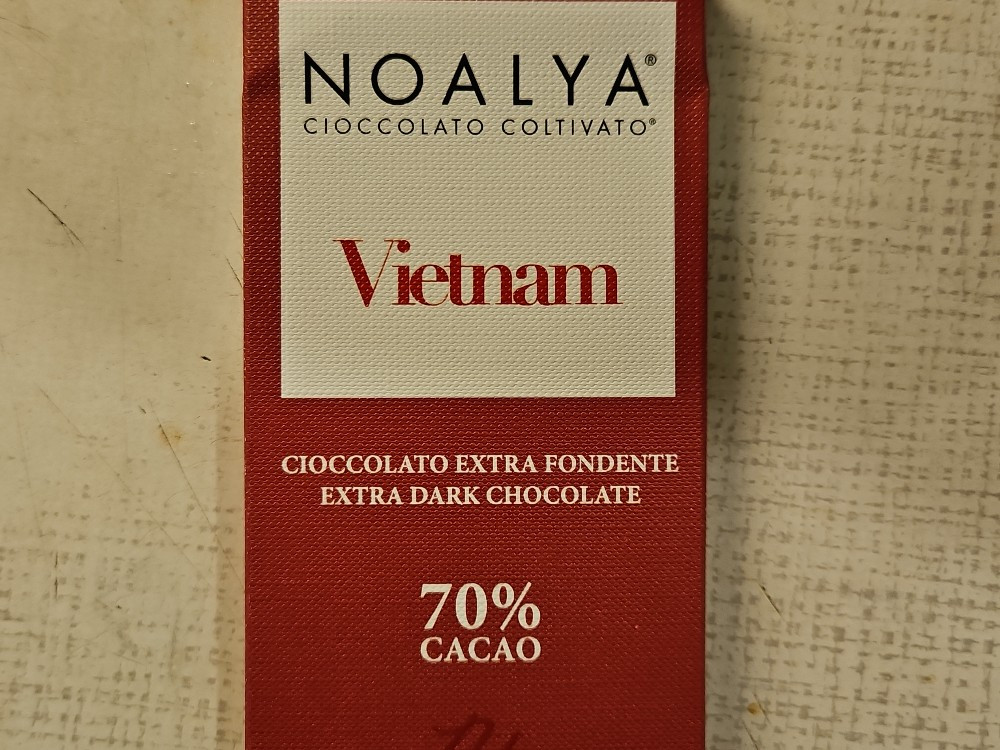 NOALYA®
CIOCCOLATO COLTIVATO®
Vietnam
CIOCCOLATO EXTRA FONDENTE
EXTRA DARK CHOCOLATE
70%
CACAO